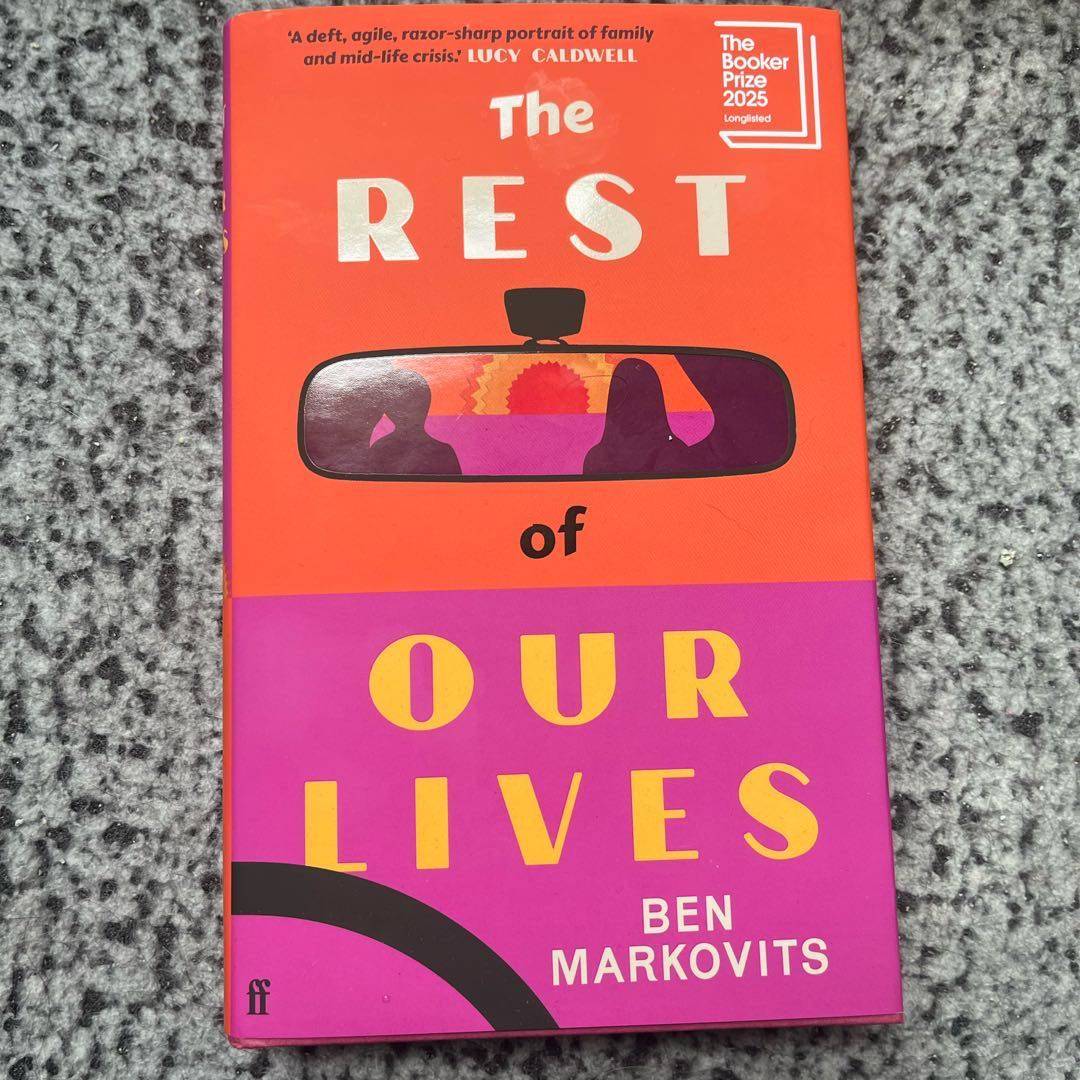 ‘A deft, agile, razor-sharp portrait of family
and mid-life crisis.’ LUCY CALDWELL
The
Booker
Prize
2025
Longlisted
The
REST
of
OUR
LIVES
BEN
MARKOVITS
ff